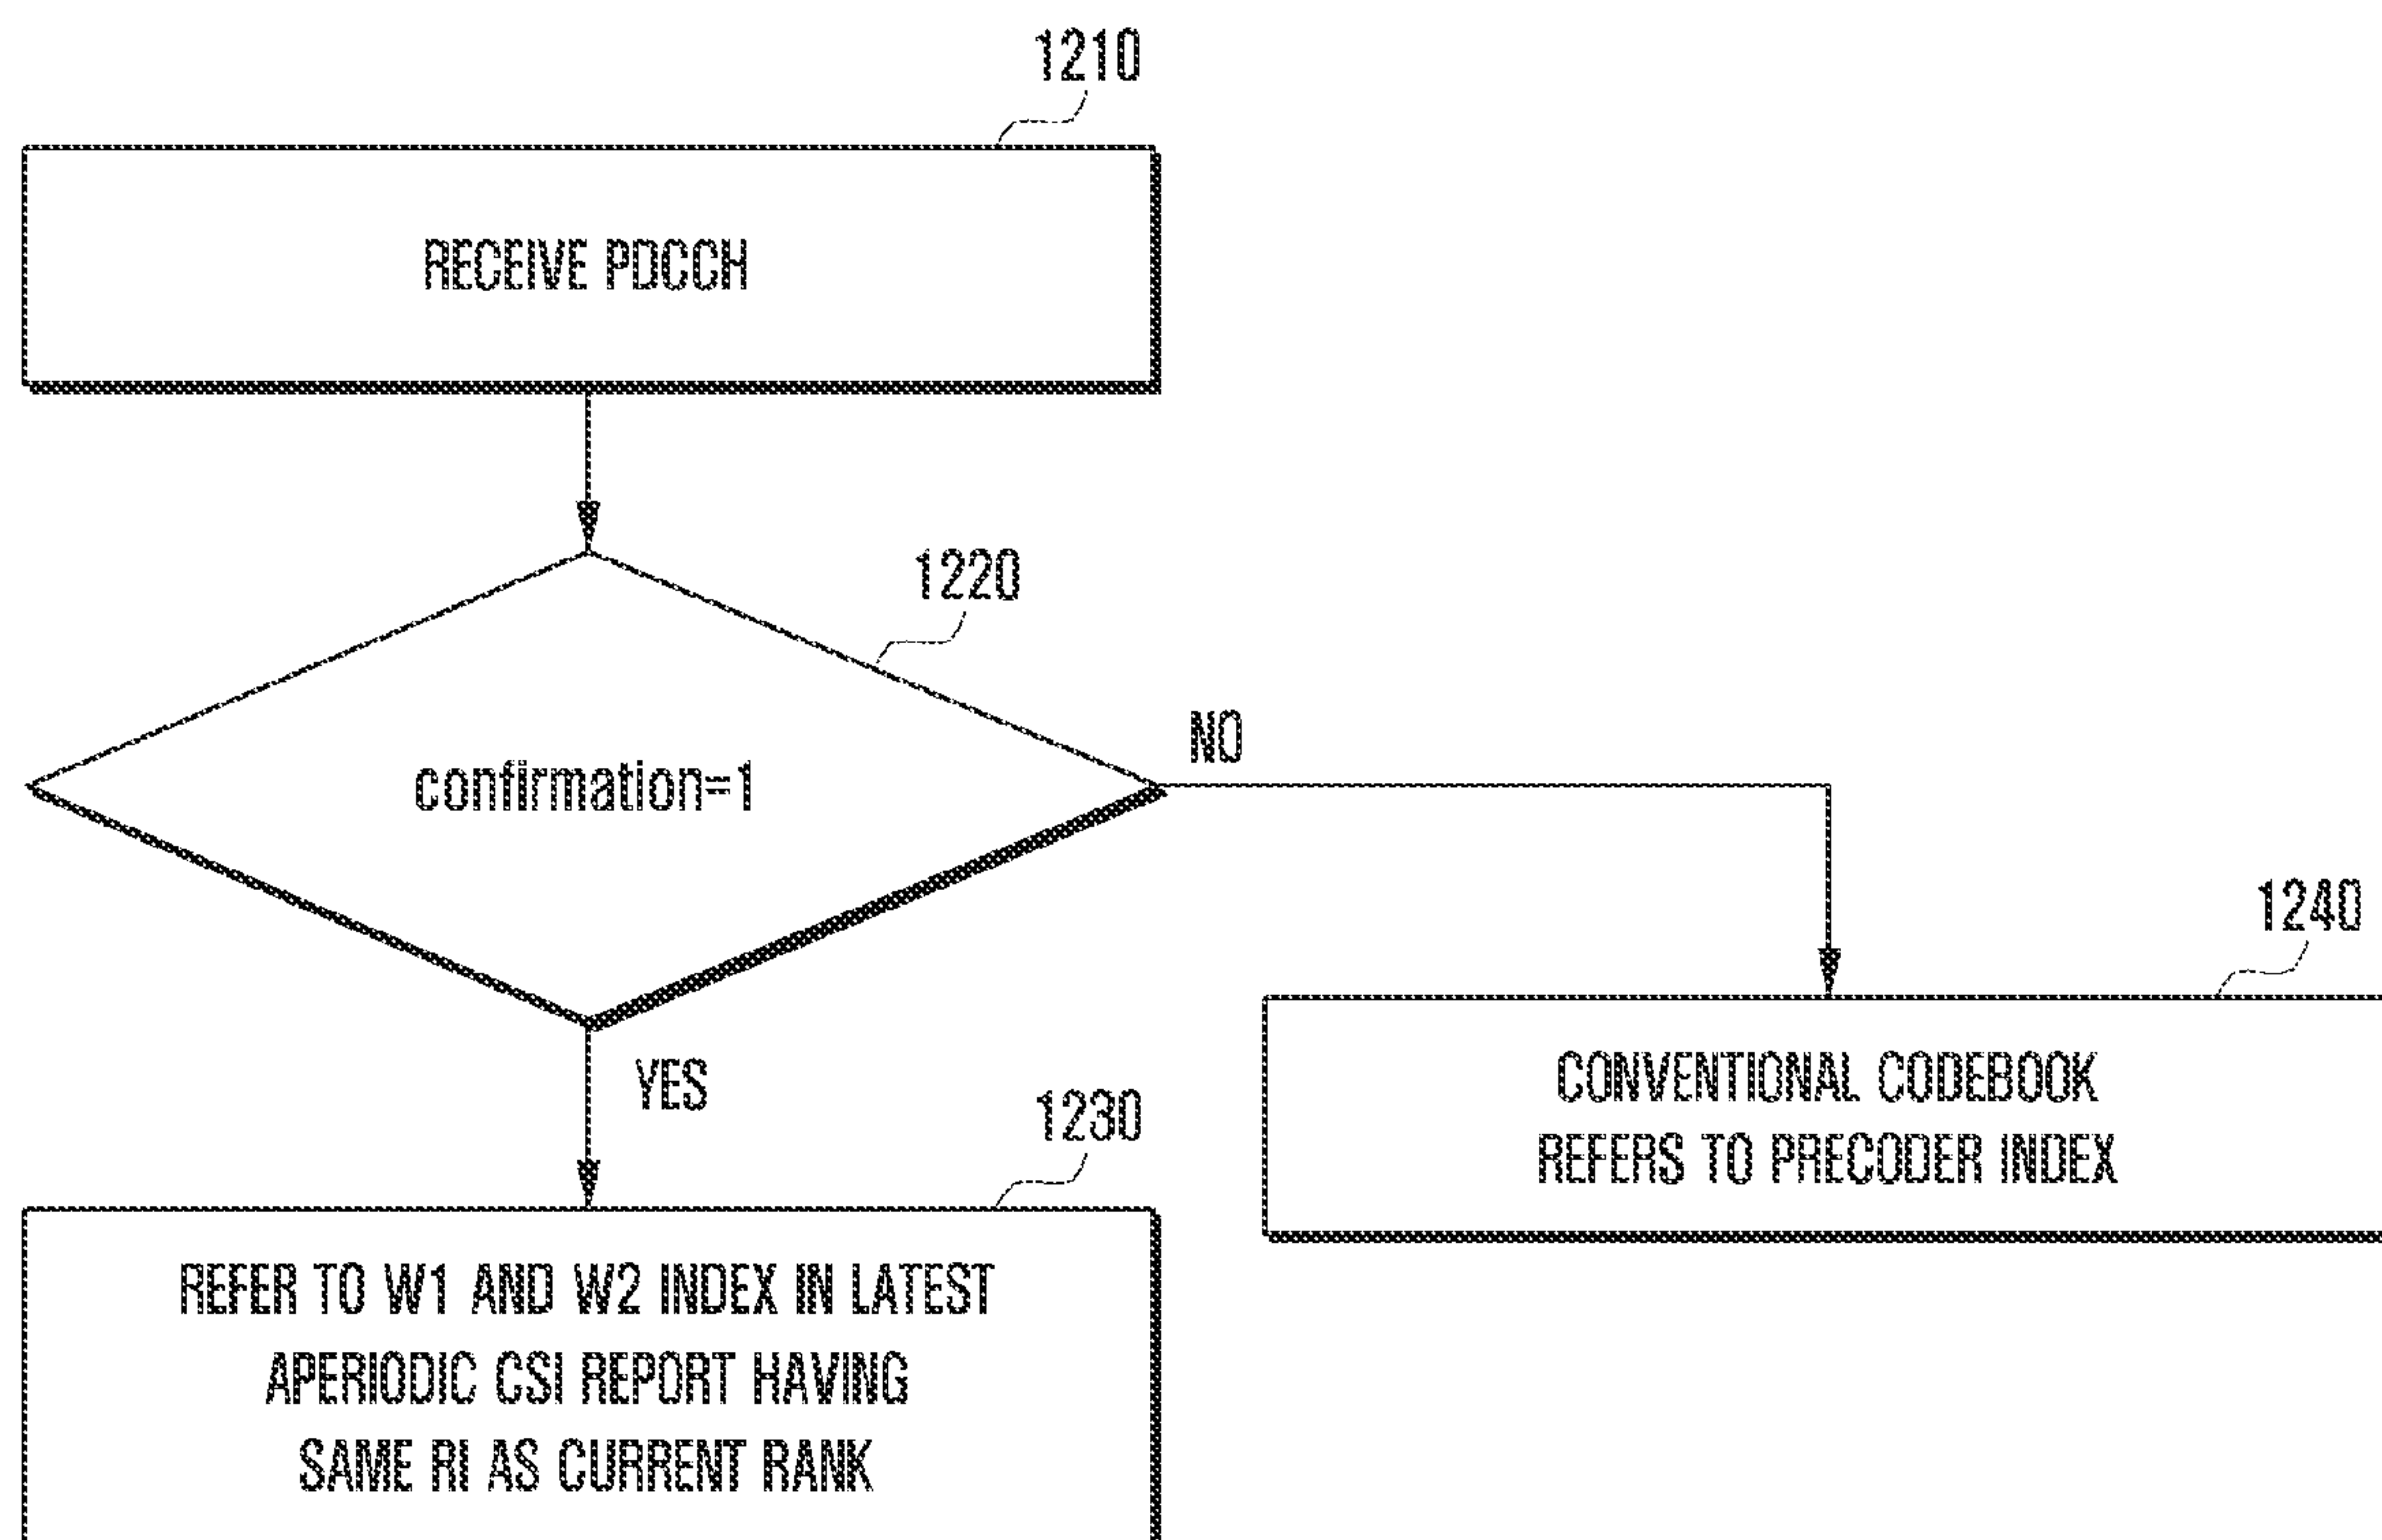 1210
RECEIVE PDCCH
1220
confirmation=1
NO
YES
1240
CONVENTIONAL CODEBOOK
REFERS TO PRECODER INDEX
1230
REFER TO W1 AND W2 INDEX IN LATEST
APERIODIC CSI REPORT HAVING
SAME RI AS CURRENT RANK